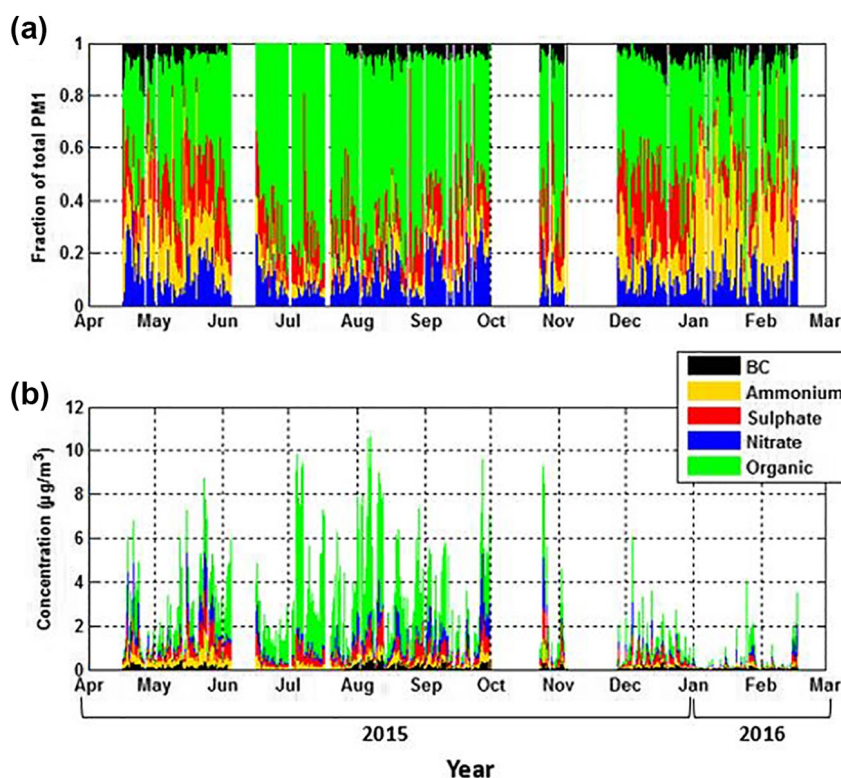 (a)
Fraction of total PM1
1
0.8
0.6
0.4
0.2
0
Apr May Jun Jul Aug Sep Oct Nov Dec Jan Feb Mar
BC
Ammonium
Sulphate
Nitrate
Organic
(b)
Concentration (µg/m³)
12
10
8
6
4
2
0
Apr May Jun Jul Aug Sep Oct Nov Dec Jan Feb Mar
2015 2016
Year